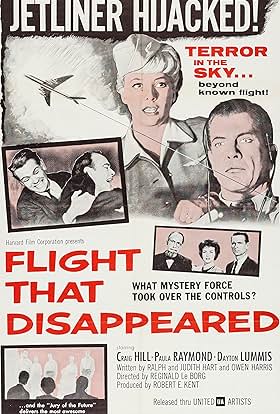 JETLINER HIJACKED!
TERROR
IN THE
SKY...
beyond
known flight!
Harvard Film Corporation presents
FLIGHT
THAT
DISAPPEARED
WHAT MYSTERY FORCE
TOOK OVER THE CONTROLS?
starring
CRAIG HILL·PAULA RAYMOND·DAYTON LUMMIS
Written by RALPH and JUDITH HART and OWEN HARRIS
Directed by REGINALD LE BORG
Produced by ROBERT E. KENT
Released thru UNITED UA ARTISTS
...and the "Jury of the Future"
delivers the most awesome